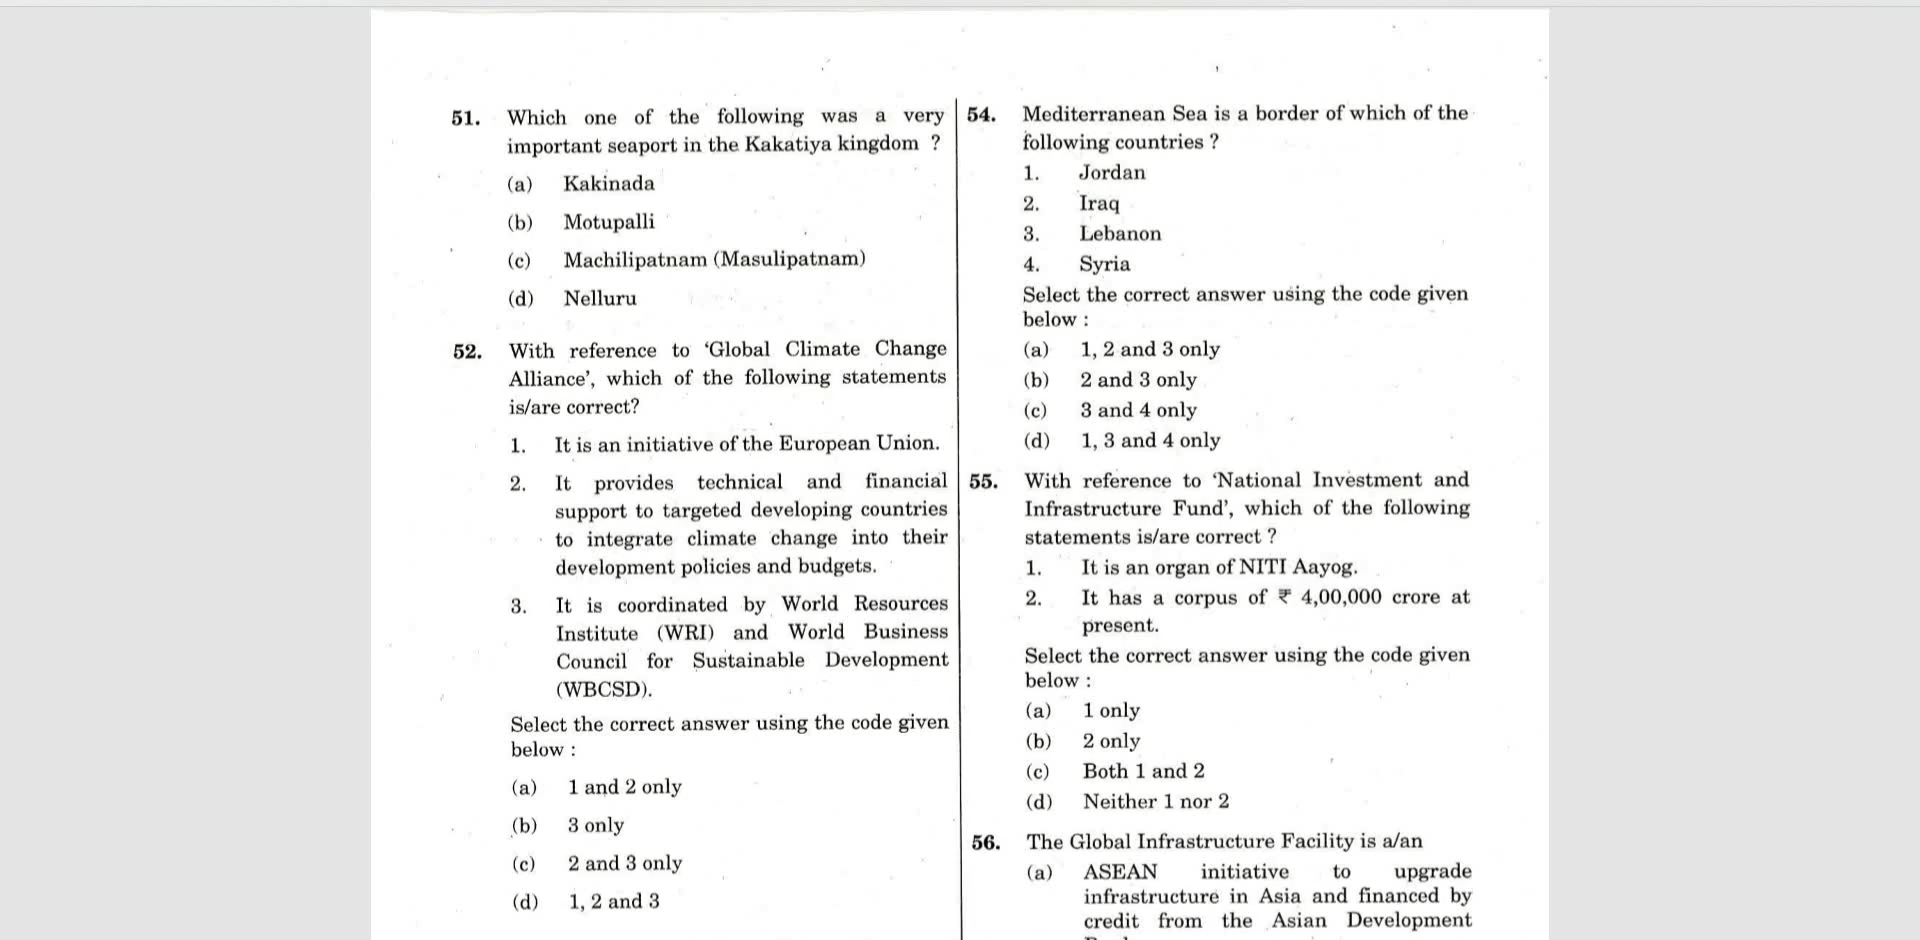 51. Which one of the following was a very
important seaport in the Kakatiya kingdom ?
(a) Kakinada
(b) Motupalli
(c) Machilipatnam (Masulipatnam)
(d) Nelluru
52. With reference to ‘Global Climate Change
Alliance’, which of the following statements
is/are correct?
1. It is an initiative of the European Union.
2. It provides technical and financial
support to targeted developing countries
to integrate climate change into their
development policies and budgets.
3. It is coordinated by World Resources
Institute (WRI) and World Business
Council for Sustainable Development
(WBCSD).
Select the correct answer using the code given
below :
(a) 1 and 2 only
(b) 3 only
(c) 2 and 3 only
(d) 1, 2 and 3
54. Mediterranean Sea is a border of which of the
following countries ?
1. Jordan
2. Iraq
3. Lebanon
4. Syria
Select the correct answer using the code given
below :
(a) 1, 2 and 3 only
(b) 2 and 3 only
(c) 3 and 4 only
(d) 1, 3 and 4 only
55. With reference to ‘National Investment and
Infrastructure Fund’, which of the following
statements is/are correct ?
1. It is an organ of NITI Aayog.
2. It has a corpus of ₹ 4,00,000 crore at
present.
Select the correct answer using the code given
below :
(a) 1 only
(b) 2 only
(c) Both 1 and 2
(d) Neither 1 nor 2
56. The Global Infrastructure Facility is a/an
(a) ASEAN initiative to upgrade
infrastructure in Asia and financed by
credit from the Asian Development